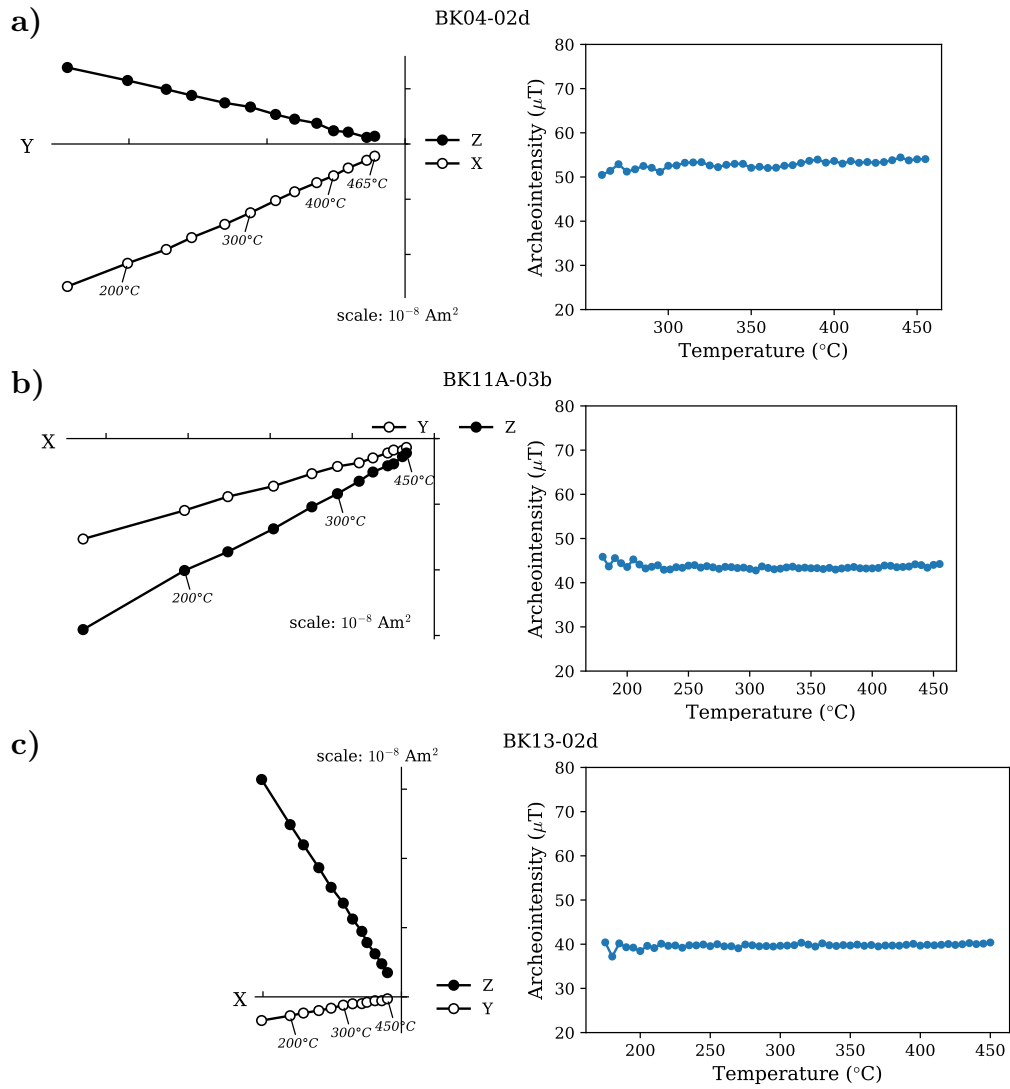 a)
BK04-02d
Y
Z
X
465°C
400°C
300°C
200°C
scale: 10⁻⁸ Am²
Archeointensity (μT)
80
70
60
50
40
30
20
300 350 400 450
Temperature (°C)
b)
BK11A-03b
X
Y Z
450°C
300°C
200°C
scale: 10⁻⁸ Am²
Archeointensity (μT)
80
70
60
50
40
30
20
200 250 300 350 400 450
Temperature (°C)
c)
BK13-02d
scale: 10⁻⁸ Am²
X
Z
Y
450°C
300°C
200°C
Archeointensity (μT)
80
70
60
50
40
30
20
200 250 300 350 400 450
Temperature (°C)